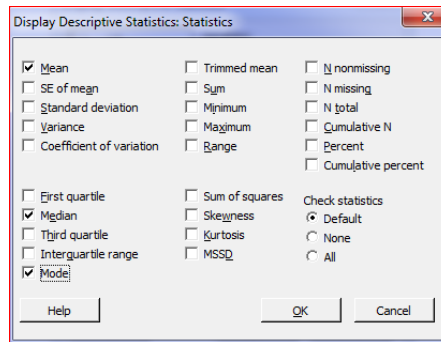 Display Descriptive Statistics: Statistics
x
Mean
SE of mean
Standard deviation
Variance
Coefficient of variation
Trimmed mean
Sum
Minimum
Maximum
Range
N nonmissing
N missing
N total
Cumulative N
Percent
Cumulative percent
First quartile
Median
Third quartile
Interquartile range
Mode
Sum of squares
Skewness
Kurtosis
MSSD
Check statistics
Default
None
All
Help
OK
Cancel